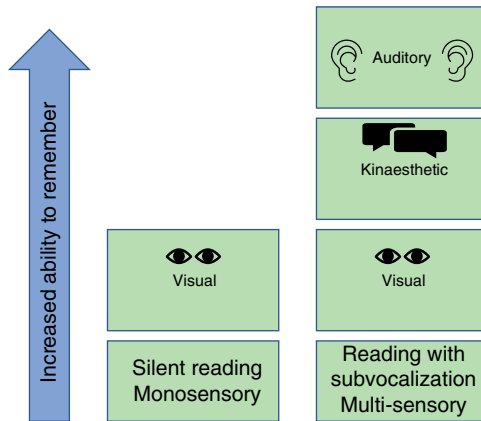 Increased ability to remember
Auditory
Kinaesthetic
Visual
Visual
Silent reading
Monosensory
Reading with
subvocalization
Multi-sensory